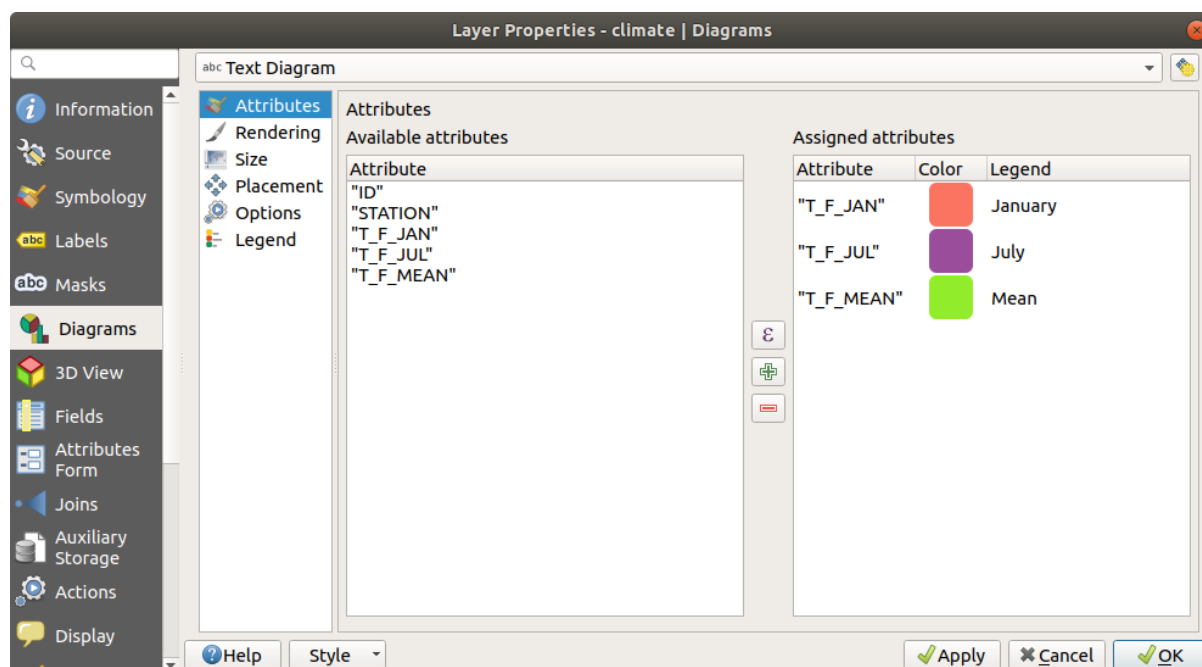 Layer Properties - climate | Diagrams
abc Text Diagram
Information
Source
Symbology
abc Labels
abc Masks
Diagrams
3D View
Fields
Attributes
Form
Joins
Auxiliary
Storage
Actions
Display
Attributes
Rendering
Size
Placement
Options
Legend
Attributes
Available attributes
Attribute
"ID"
"STATION"
"T_F_JAN"
"T_F_JUL"
"T_F_MEAN"
ε
Assigned attributes
Attribute Color Legend
"T_F_JAN" January
"T_F_JUL" July
"T_F_MEAN" Mean
?Help Style Apply Cancel OK